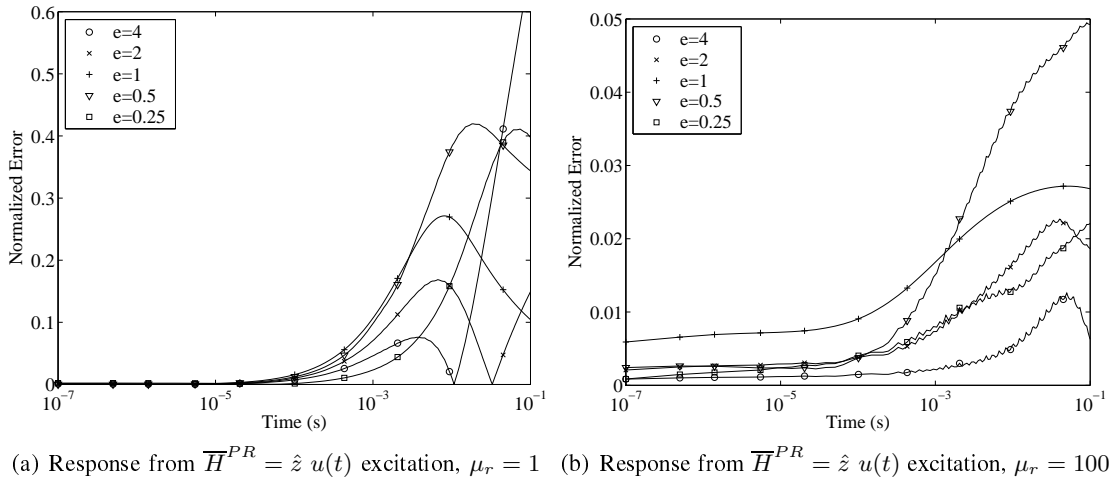 0.6
0.5
0.4
0.3
0.2
0.1
0
Normalized Error
e=4
e=2
e=1
e=0.5
e=0.25
10⁻⁷
10⁻⁵
10⁻³
10⁻¹
Time (s)
(a) Response from H̅^{PR} = ẑ u(t) excitation, μ_r = 1
0.05
0.04
0.03
0.02
0.01
0
Normalized Error
e=4
e=2
e=1
e=0.5
e=0.25
10⁻⁷
10⁻⁵
10⁻³
10⁻¹
Time (s)
(b) Response from H̅^{PR} = ẑ u(t) excitation, μ_r = 100